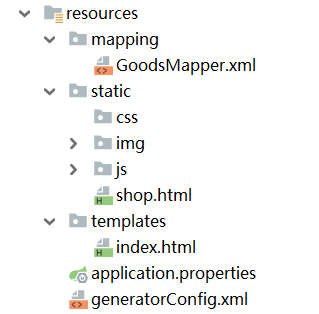 resources
mapping
GoodsMapper.xml
static
css
img
js
shop.html
templates
index.html
application.properties
generatorConfig.xml